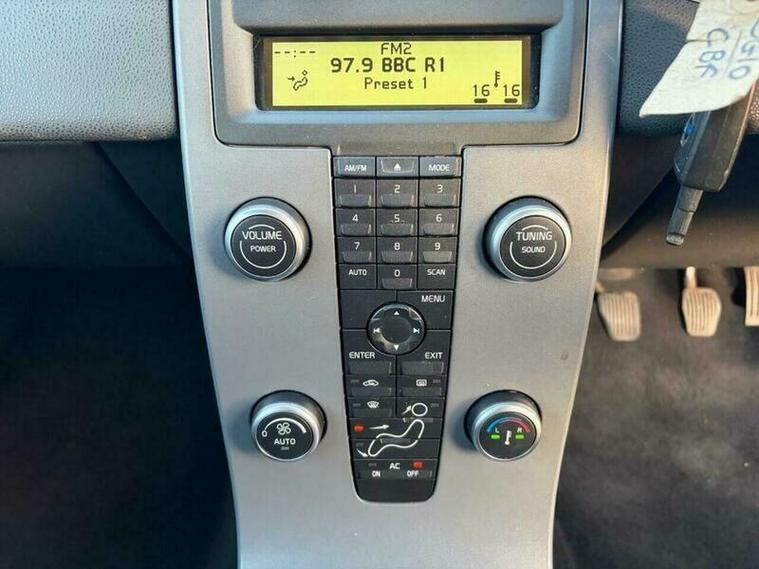 --:--
FM2
97.9 BBC R1
Preset 1
16 16
AM/FM
MODE
1 2 3
4 5 6
7 8 9
AUTO 0 SCAN
VOLUME
POWER
TUNING
SOUND
MENU
ENTER EXIT
0 AUTO
L R
AC
ON OFF